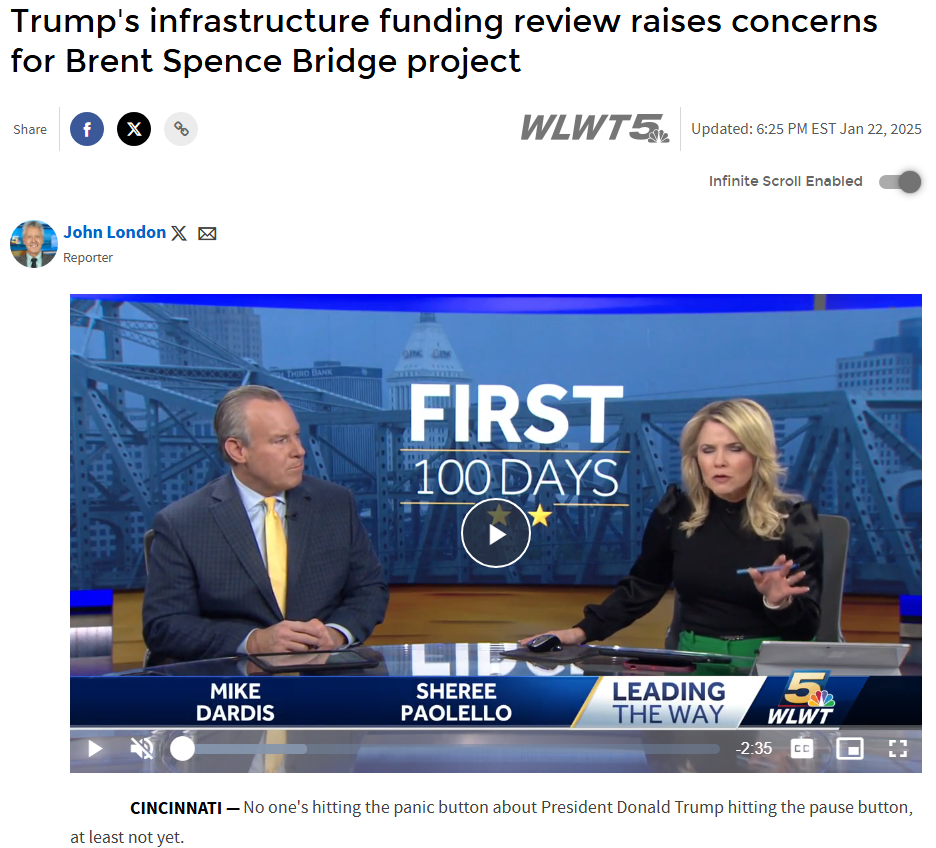 Trump's infrastructure funding review raises concerns
for Brent Spence Bridge project
Share
WLWT5
Updated: 6:25 PM EST Jan 22, 2025
Infinite Scroll Enabled
John London
Reporter
THIRD BANK
FIRST
100 DAYS
MIKE
DARDIS
SHEREE
PAOLELLO
LEADING
THE WAY
5
WLWT
-2:35
CC
CINCINNATI — No one's hitting the panic button about President Donald Trump hitting the pause button,
at least not yet.